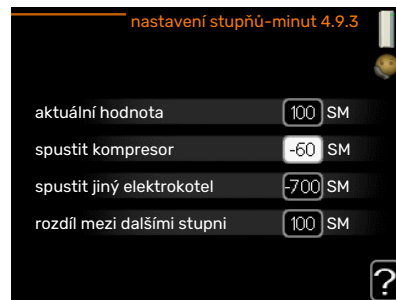 nastavení stupňů-minut 4.9.3
aktuální hodnota 100 SM
spustit kompresor -60 SM
spustit jiný elektrokotel -700 SM
rozdíl mezi dalšími stupni 100 SM
?